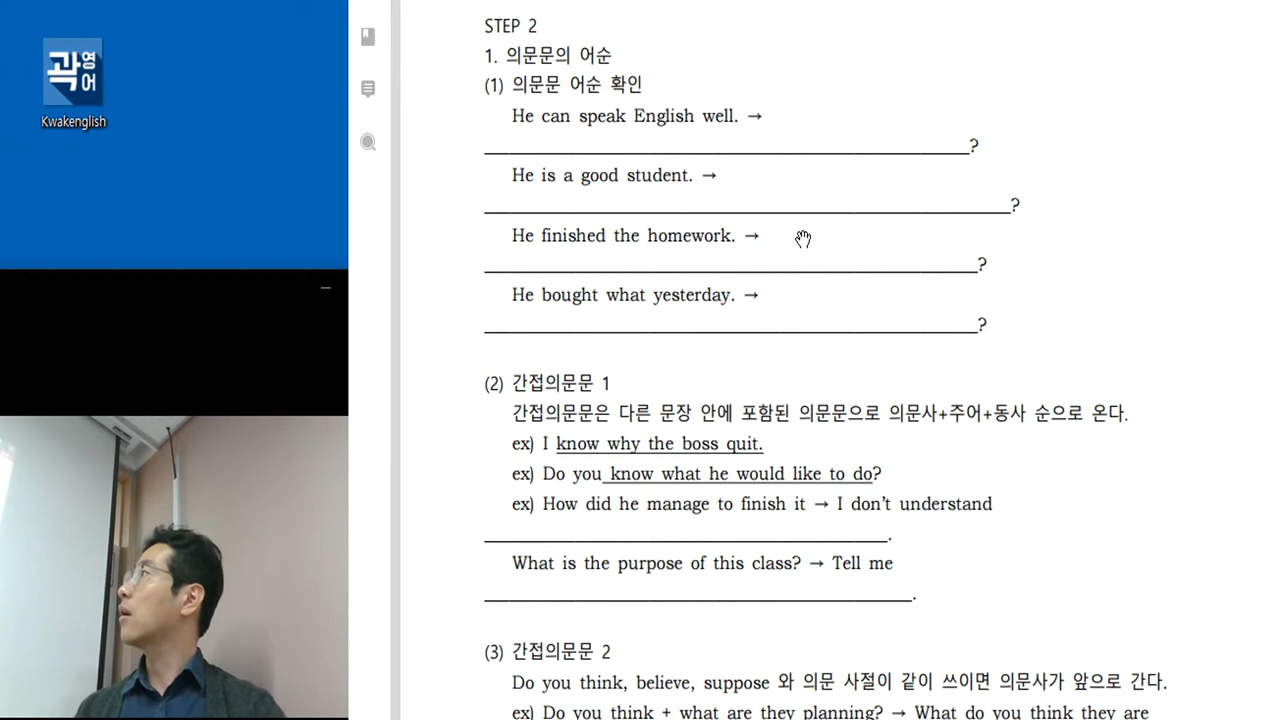 곽영어
Kwakenglish
STEP 2
1. 의문문의 어순
(1) 의문문 어순 확인
He can speak English well. →
____________________?
He is a good student. →
____________________?
He finished the homework. →
____________________?
He bought what yesterday. →
____________________?
(2) 간접의문문 1
간접의문문은 다른 문장 안에 포함된 의문문으로 의문사+주어+동사 순으로 온다.
ex) I know why the boss quit.
ex) Do you know what he would like to do?
ex) How did he manage to finish it → I don't understand
____________________.
What is the purpose of this class? → Tell me
____________________.
(3) 간접의문문 2
Do you think, believe, suppose 와 의문 사절이 같이 쓰이면 의문사가 앞으로 간다.
ex) Do you think + what are they planning? → What do you think they are